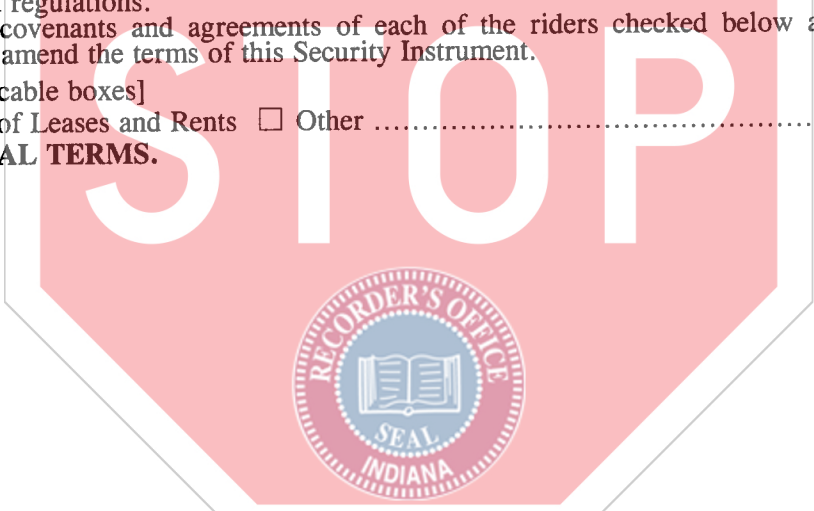 regulations.
covenants and agreements of each of the riders checked below a
amend the terms of this Security Instrument.
cable boxes]
of Leases and Rents ☐ Other ........................................................
AL TERMS.
STOP
RECORDER'S OFFICE
SEAL
INDIANA